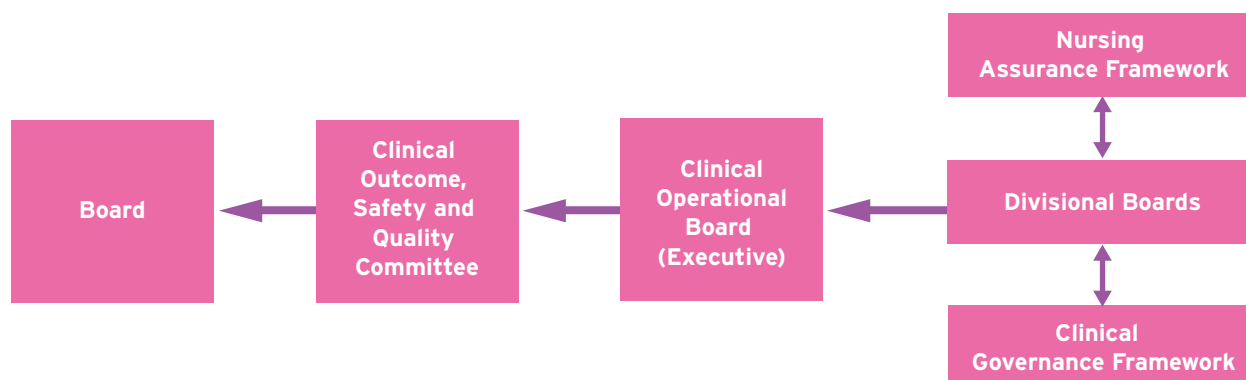 Board
Clinical
Outcome,
Safety and
Quality
Committee
Clinical
Operational
Board
(Executive)
Nursing
Assurance Framework
Divisional Boards
Clinical
Governance Framework